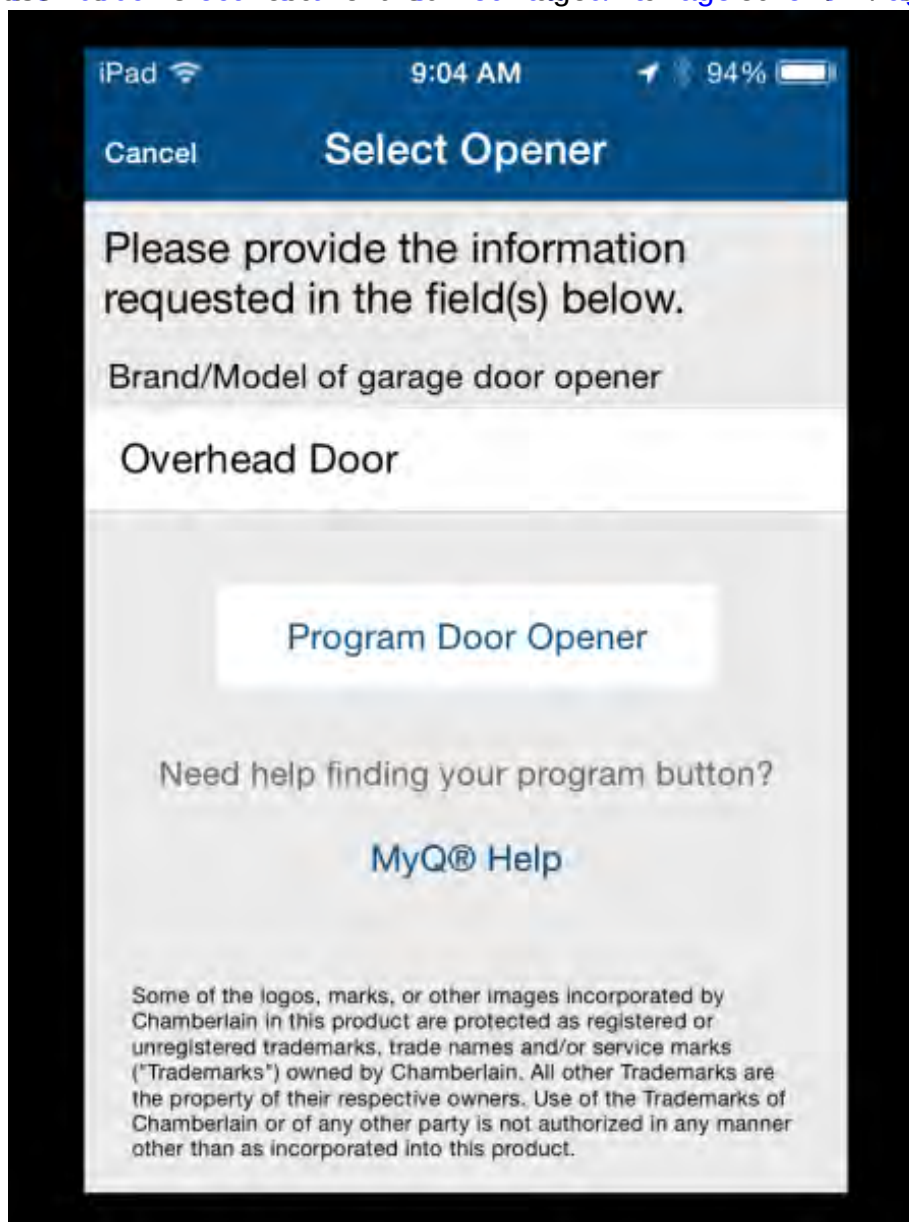 iPad 9:04 AM 94%
Cancel Select Opener
Please provide the information
requested in the field(s) below.
Brand/Model of garage door opener
Overhead Door
Program Door Opener
Need help finding your program button?
MyQ® Help
Some of the logos, marks, or other images incorporated by
Chamberlain in this product are protected as registered or
unregistered trademarks, trade names and/or service marks
("Trademarks") owned by Chamberlain. All other Trademarks are
the property of their respective owners. Use of the Trademarks of
Chamberlain or of any other party is not authorized in any manner
other than as incorporated into this product.